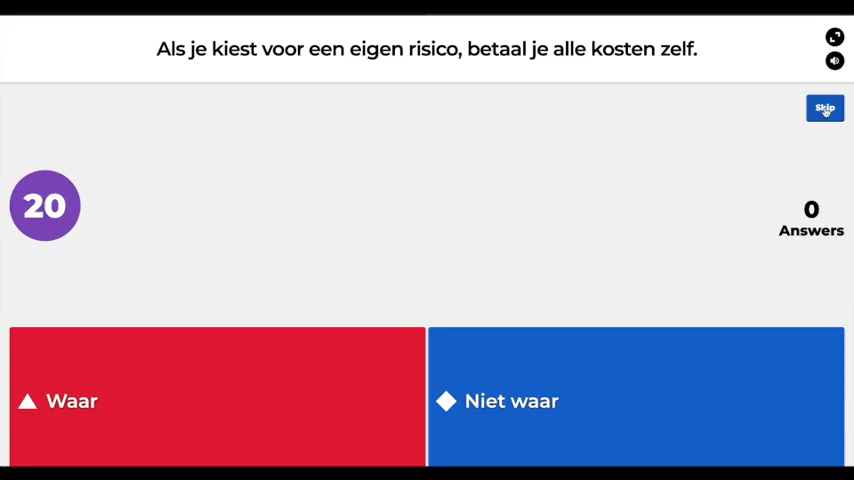 Als je kiest voor een eigen risico, betaal je alle kosten zelf.
Skip
20
0
Answers
Waar
Niet waar